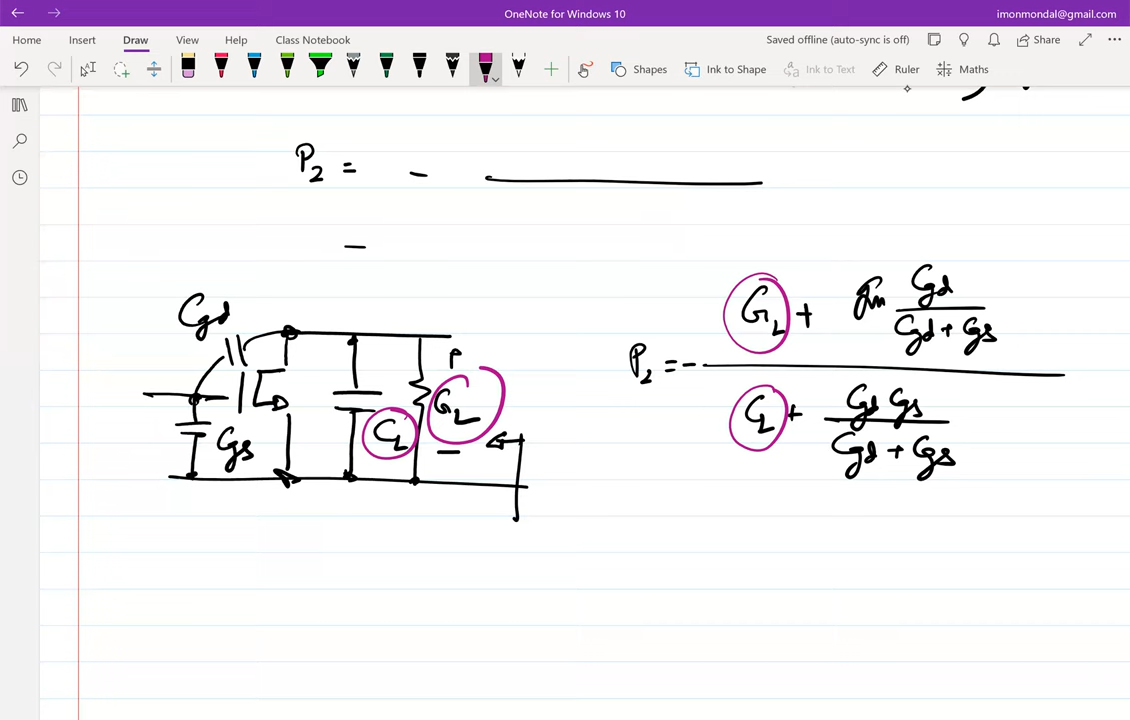 OneNote for Windows 10
imonmondal@gmail.com
Home Insert Draw View Help Class Notebook
Saved offline (auto-sync is off) Share
Shapes Ink to Shape Ink to Text Ruler Maths
P2 = -
-
Cgd
Cgs
CL
GL
P2 = - GL + gm Cgd / Cgd + Cgs
CL + Cgd Cgs / Cgd + Cgs